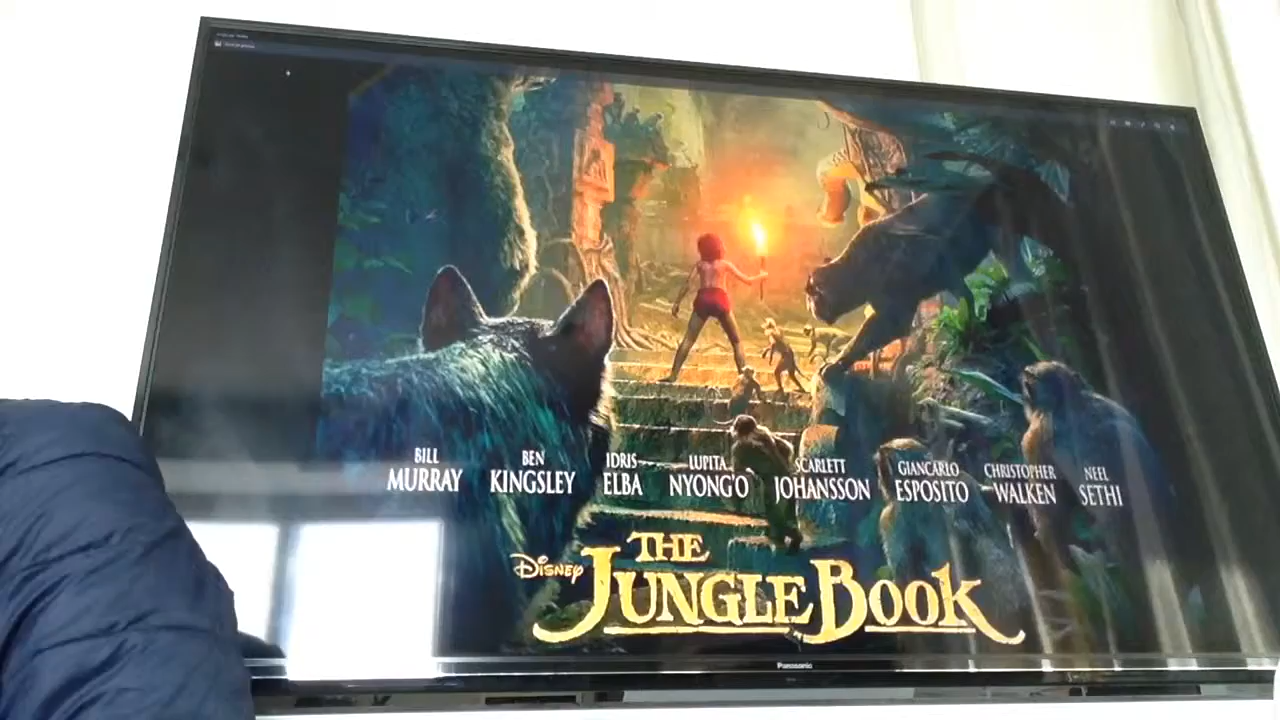 BILL MURRAY
BEN KINGSLEY
IDRIS ELBA
LUPITA NYONG'O
SCARLETT JOHANSSON
GIANCARLO ESPOSITO
CHRISTOPHER WALKEN
NEEL SETHI
DISNEY
THE
JUNGLE BOOK
Panasonic